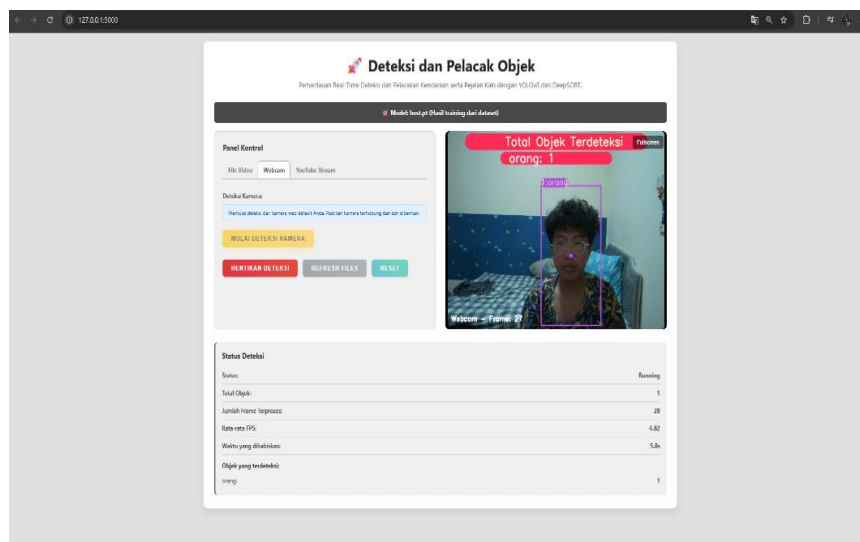 127.0.0.1:5000
Deteksi dan Pelacak Objek
Pemantauan Real-Time Deteksi dan Pelacakan Kendaraan serta Pejalan Kaki dengan YOLOv8 dan DeepSORT.
Model: best.pt (Hasil training dari dataset)
Panel Kontrol
File Video Webcam YouTube Stream
Deteksi Kamera
Memulai deteksi dari kamera web default Anda. Pastikan kamera terhubung dan izin diberikan.
MULAI DETEKSI KAMERA
HENTIKAN DETEKSI REFRESH FILES RESET
Total Objek Terdeteksi
Fullscreen
orang: 1
orang
Webcam - Frame: 27
Status Deteksi
Status: Running
Total Objek: 1
Jumlah Frame Terproses: 28
Rata-rata FPS: 4.82
Waktu yang dihabiskan: 5.8s
Objek yang terdeteksi:
orang: 1